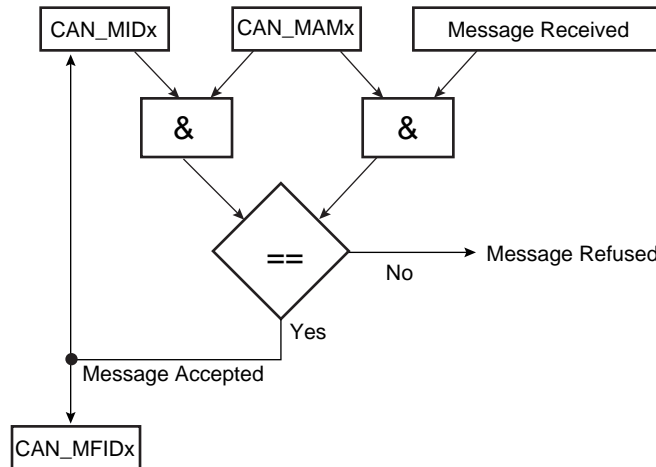 CAN_MIDx
CAN_MAMx
Message Received
&
&
==
No
Message Refused
Yes
Message Accepted
CAN_MFIDx